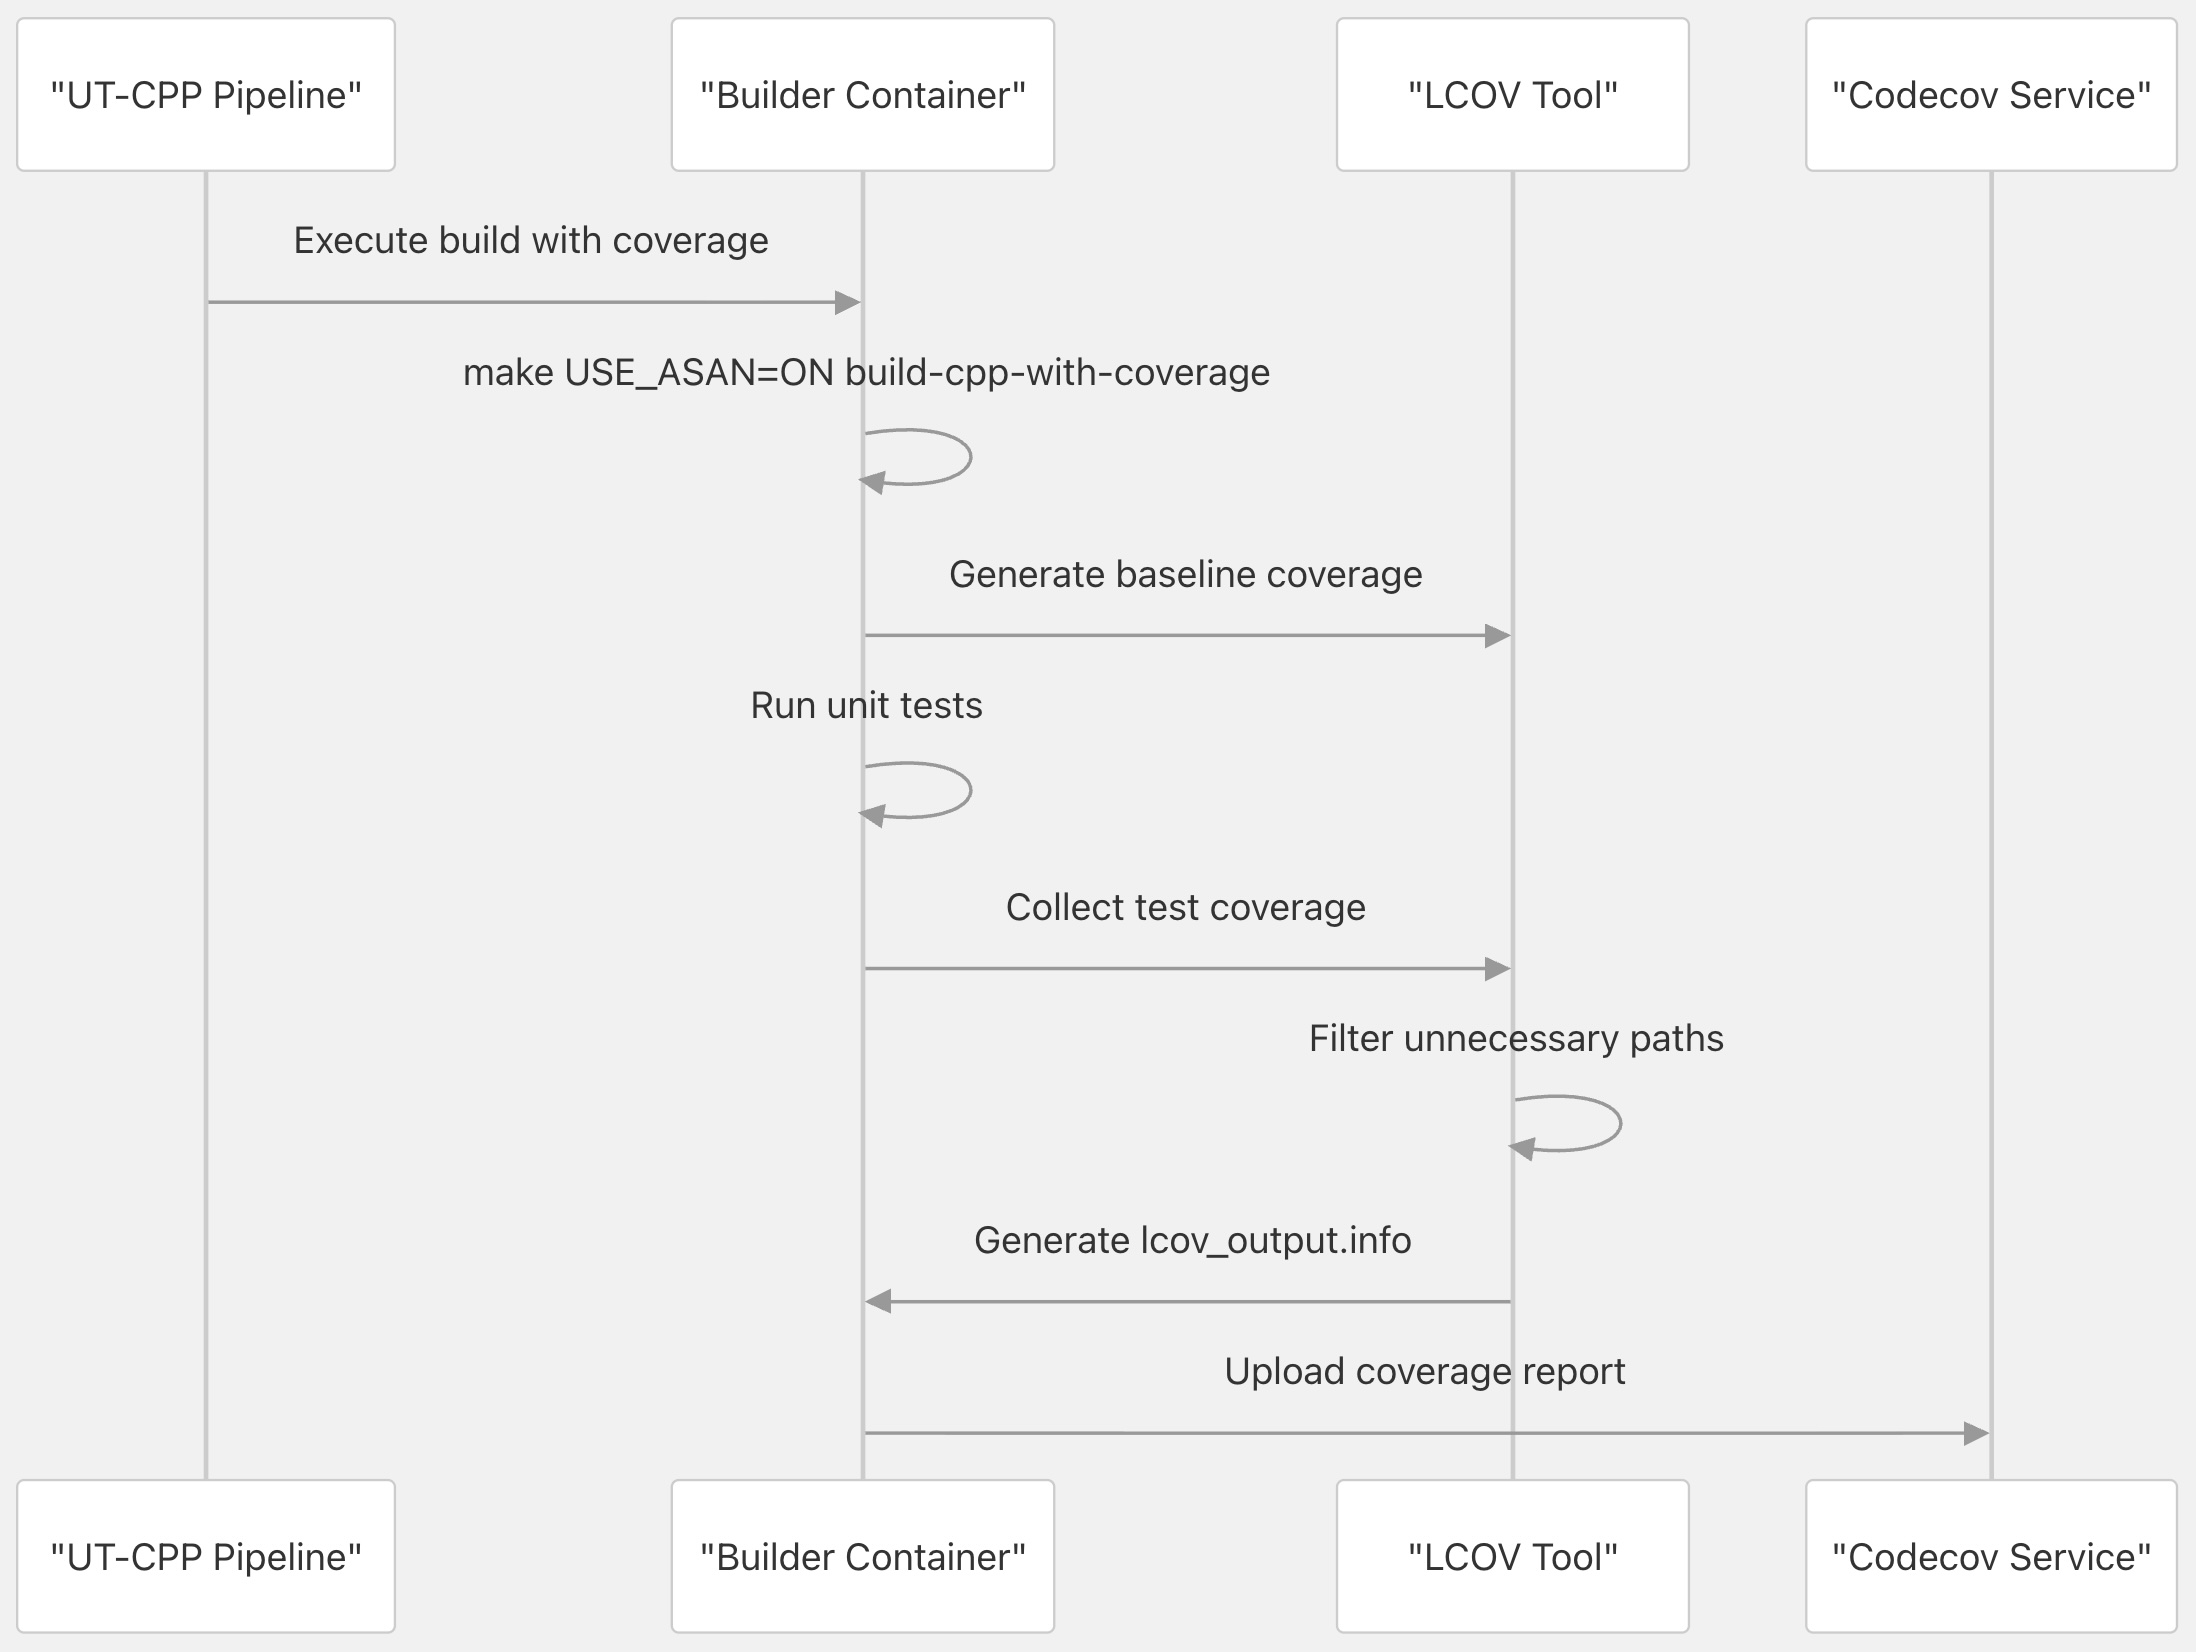 "UT-CPP Pipeline"
"Builder Container"
"LCOV Tool"
"Codecov Service"
Execute build with coverage
make USE_ASAN=ON build-cpp-with-coverage
Generate baseline coverage
Run unit tests
Collect test coverage
Filter unnecessary paths
Generate lcov_output.info
Upload coverage report
"UT-CPP Pipeline"
"Builder Container"
"LCOV Tool"
"Codecov Service"